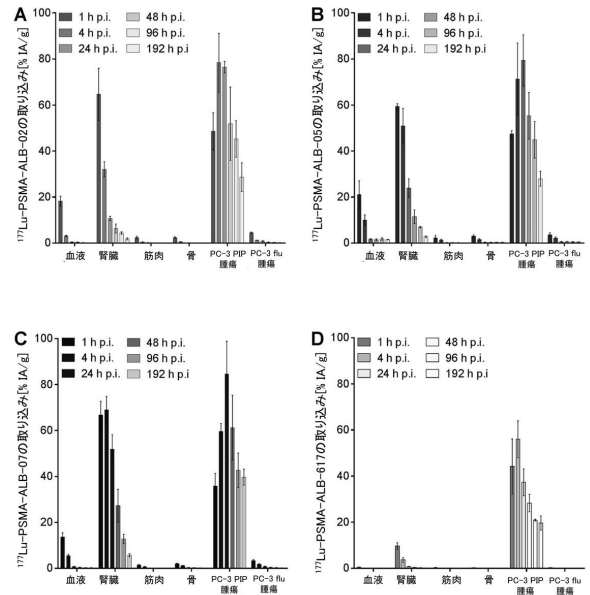 A
1 h p.i.
48 h p.i.
4 h p.i.
96 h p.i.
24 h p.i.
192 h p.i
177Lu-PSMA-ALB-02の取り込み[% IA/g]
100
80
60
40
20
0
血液
腎臓
筋肉
骨
PC-3 PIP
腫瘍
PC-3 flu
腫瘍
B
1 h p.i.
48 h p.i.
4 h p.i.
96 h p.i.
24 h p.i.
192 h p.i
177Lu-PSMA-ALB-05の取り込み[% IA/g]
100
80
60
40
20
0
血液
腎臓
筋肉
骨
PC-3 PIP
腫瘍
PC-3 flu
腫瘍
C
1 h p.i.
48 h p.i.
4 h p.i.
96 h p.i.
24 h p.i.
192 h p.i
177Lu-PSMA-ALB-07の取り込み[% IA/g]
100
80
60
40
20
0
血液
腎臓
筋肉
骨
PC-3 PIP
腫瘍
PC-3 flu
腫瘍
D
1 h p.i.
48 h p.i.
4 h p.i.
96 h p.i.
24 h p.i.
192 h p.i
177Lu-PSMA-ALB-617の取り込み[% IA/g]
100
80
60
40
20
0
血液
腎臓
筋肉
骨
PC-3 PIP
腫瘍
PC-3 flu
腫瘍